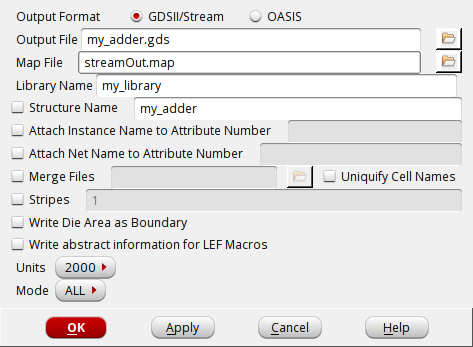 Output Format GDSII/Stream OASIS
Output File my_adder.gds
Map File streamOut.map
Library Name my_library
Structure Name my_adder
Attach Instance Name to Attribute Number
Attach Net Name to Attribute Number
Merge Files Uniquify Cell Names
Stripes 1
Write Die Area as Boundary
Write abstract information for LEF Macros
Units 2000
Mode ALL
OK Apply Cancel Help